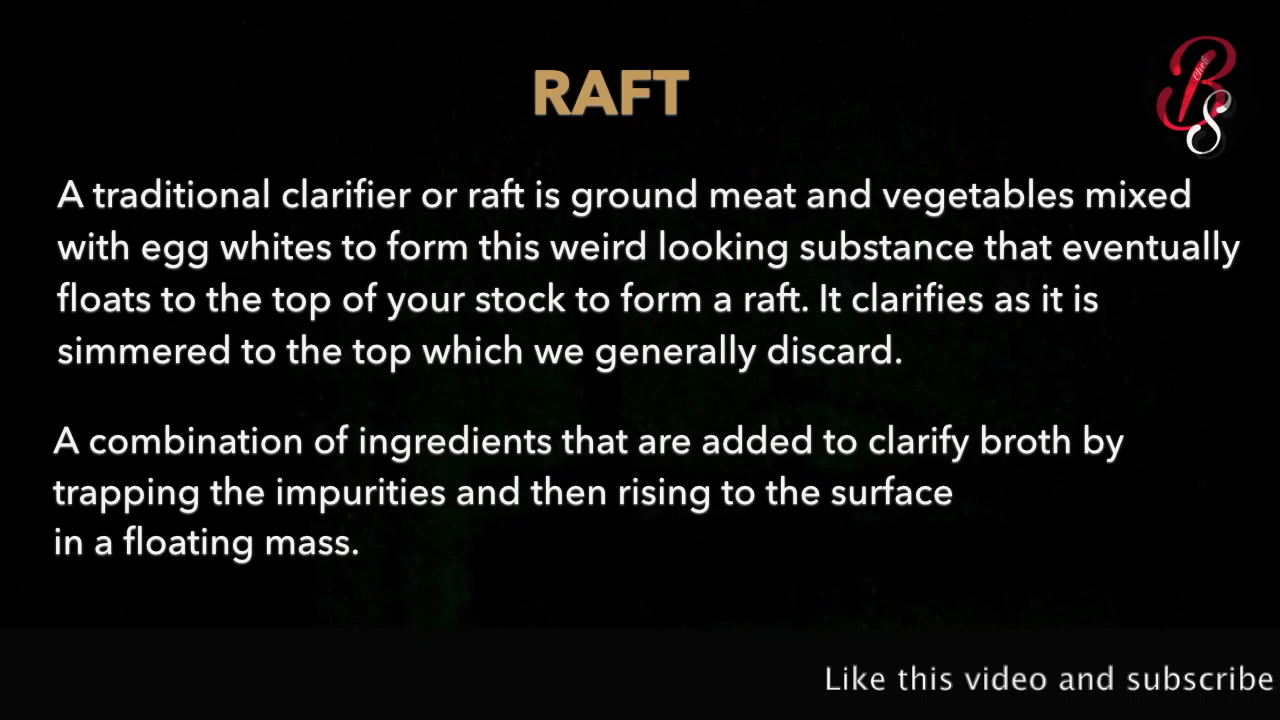 RAFT
A traditional clarifier or raft is ground meat and vegetables mixed
with egg whites to form this weird looking substance that eventually
floats to the top of your stock to form a raft. It clarifies as it is
simmered to the top which we generally discard.
A combination of ingredients that are added to clarify broth by
trapping the impurities and then rising to the surface
in a floating mass.
Chef
BS
Like this video and subscribe